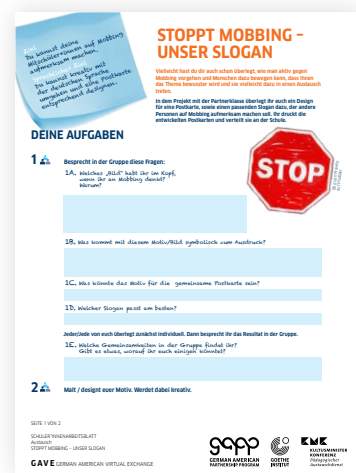 Ziel
Du kannst deine
Mitschüler*innen auf Mobbing
aufmerksam machen.
Sprachliches Ziel
Du kannst kreativ mit
der deutschen Sprache
umgehen und eine Postkarte
entsprechend designen.
STOPPT MOBBING –
UNSER SLOGAN
Vielleicht hast du dir auch schon überlegt, wie man aktiv gegen
Mobbing vorgehen und Menschen dazu bewegen kann, dass ihnen
das Thema bewusster wird und sie vielleicht dazu in einen Austausch
treten.
In dem Projekt mit der Partnerklasse überlegt ihr euch ein Design
für eine Postkarte, sowie einen passenden Slogan dazu, der andere
Personen auf Mobbing aufmerksam machen soll. Ihr druckt die
entwickelten Postkarten und verteilt sie an der Schule.
DEINE AUFGABEN
1
Besprecht in der Gruppe diese Fragen:
1A. Welches „Bild" habt ihr im Kopf,
wenn ihr an Mobbing denkt?
Warum?
STOP
1B. Was kommt mit diesem Motiv/Bild symbolisch zum Ausdruck?
1C. Was könnte das Motiv für die gemeinsame Postkarte sein?
1D. Welcher Slogan passt am besten?
Jeder/Jede von euch überlegt zunächst individuell. Dann besprecht ihr das Resultat in der Gruppe.
1E. Welche Gemeinsamkeiten in der Gruppe findet ihr?
Gibt es etwas, worauf ihr euch einigen könntet?
2
Malt / designt euer Motiv. Werdet dabei kreativ.
SEITE 1 VON 2
SCHÜLER*INNENARBEITSBLATT
Austausch
STOPPT MOBBING - UNSER SLOGAN
GAVE GERMAN AMERICAN VIRTUAL EXCHANGE
gapp
GERMAN AMERICAN
PARTNERSHIP PROGRAM
GOETHE
INSTITUT
KMK
KULTUSMINISTER
KONFERENZ
Pädagogischer
Austauschdienst